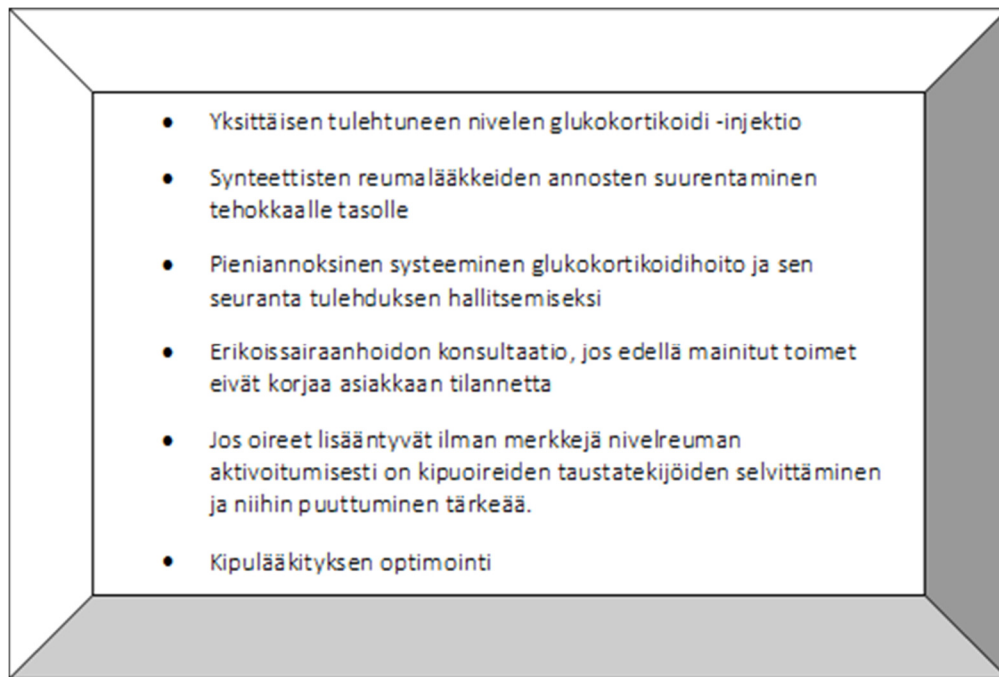 • Yksittäisen tulehtuneen nivelen glukokortikoidi -injektio
• Synteettisten reumalääkkeiden annosten suurentaminen
tehokkaalle tasolle
• Pieniannoksinen systeeminen glukokortikoidihoito ja sen
seuranta tulehduksen hallitsemiseksi
• Erikoissairaanhoidon konsultaatio, jos edellä mainitut toimet
eivät korjaa asiakkaan tilannetta
• Jos oireet lisääntyvät ilman merkkejä nivelreuman
aktivoitumisesti on kipuoireiden taustatekijöiden selvittäminen
ja niihin puuttuminen tärkeää.
• Kipulääkityksen optimointi